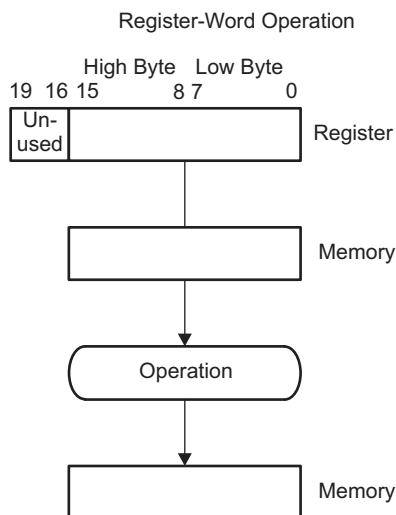 Register-Word Operation
High Byte Low Byte
19 16 15 8 7 0
Un-
used
Register
Memory
Operation
Memory